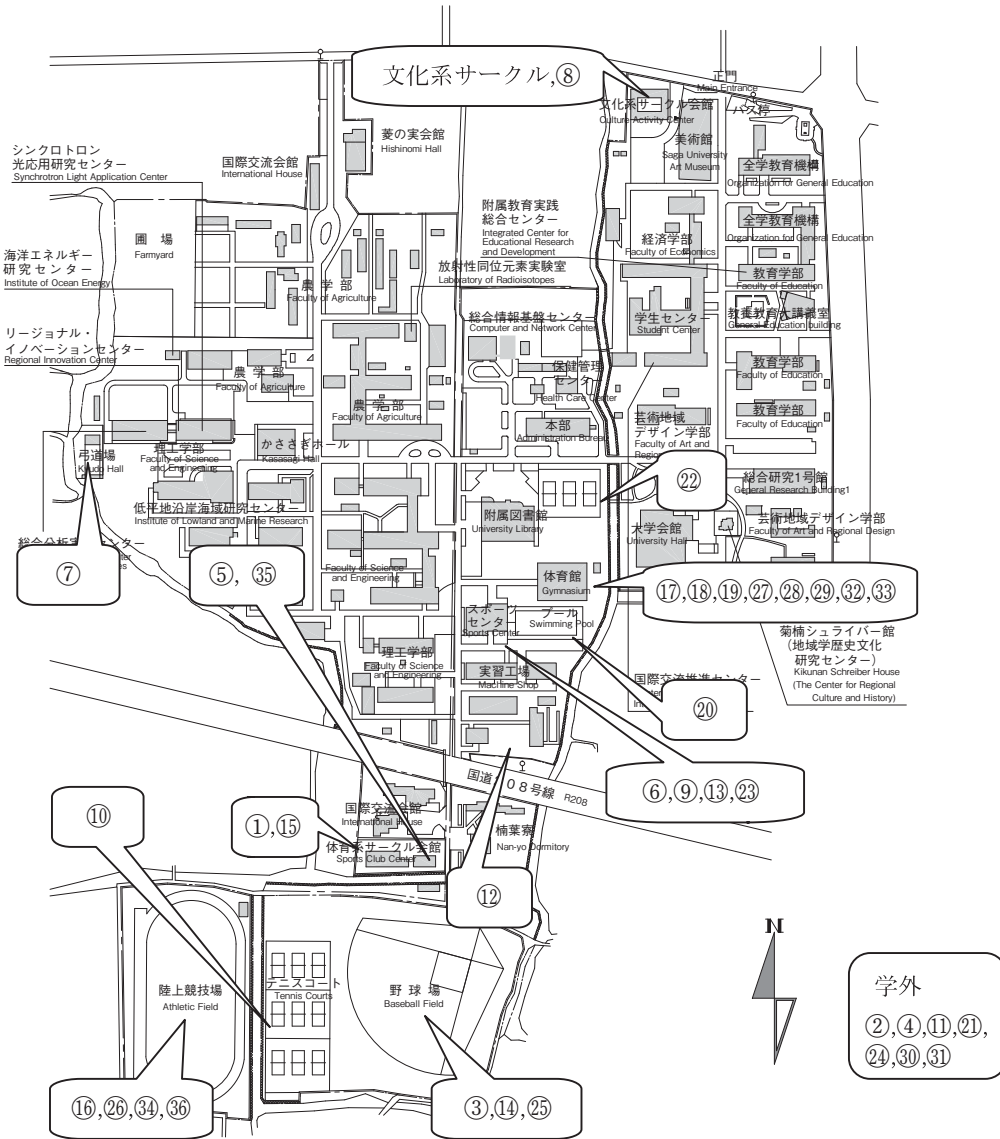 文化系サークル,⑧
正門
Main Entrance
バス停
文化系サークル会館
Culture Activity Center
美術館
Saga University
Art Museum
菱の実会館
Hishinomi Hall
シンクロトロン
光応用研究センター
Synchrotron Light Application Center
国際交流会館
International House
全学教育機構
Organization for General Education
附属教育実践
総合センター
Integrated Center for
Educational Research
and Development
全学教育機構
Organization for General Education
圃場
Farmyard
海洋エネルギー
研究センター
Institute of Ocean Energy
経済学部
Faculty of Economics
放射性同位元素実験室
Laboratory of Radioisotopes
教育学部
Faculty of Education
農学部
Faculty of Agriculture
総合情報基盤センター
Computer and Network Center
学生センター
Student Center
教養教育大講義室
General Education building
リージョナル・
イノベーションセンター
Regional Innovation Center
農学部
Faculty of Agriculture
保健管理
センター
Health Care Center
教育学部
Faculty of Education
農学部
Faculty of Agriculture
教育学部
Faculty of Education
本部
Administration Bureau
芸術地域
デザイン学部
Faculty of Art and
弓道場
Kyudo Hall
理工学部
Faculty of Science
and Engineering
かささぎホール
Kasasagi Hall
㉒
総合研究1号館
General Research Building1
低平地沿岸海域研究センター
Institute of Lowland and Marine Research
附属図書館
University Library
大学会館
University Hall
芸術地域デザイン学部
Faculty of Art and Regional Design
⑦
⑤, ㉟
Faculty of Science
and Engineering
体育館
Gymnasium
⑰,⑱,⑲,㉗,㉘,㉙,㉜,㉝
スポーツ
センター
Sports Center
プール
Swimming Pool
菊楠シュライバー館
(地域学歴史文化
研究センター)
Kikunan Schreiber House
(The Center for Regional
Culture and History)
理工学部
Faculty of Science
and Engineering
実習工場
Machine Shop
国際交流推進センター
⑳
⑥,⑨,⑬,㉓
R208
⑩
①,⑮
国際交流会館
International House
楠葉寮
Nan-yo Dormitory
体育系サークル会館
Sports Club Center
⑫
陸上競技場
Athletic Field
テニスコート
Tennis Courts
野球場
Baseball Field
N
学外
②,④,⑪,㉑,
㉔,㉚,㉛
⑯,㉖,㉞,㊱
③,⑭,㉕